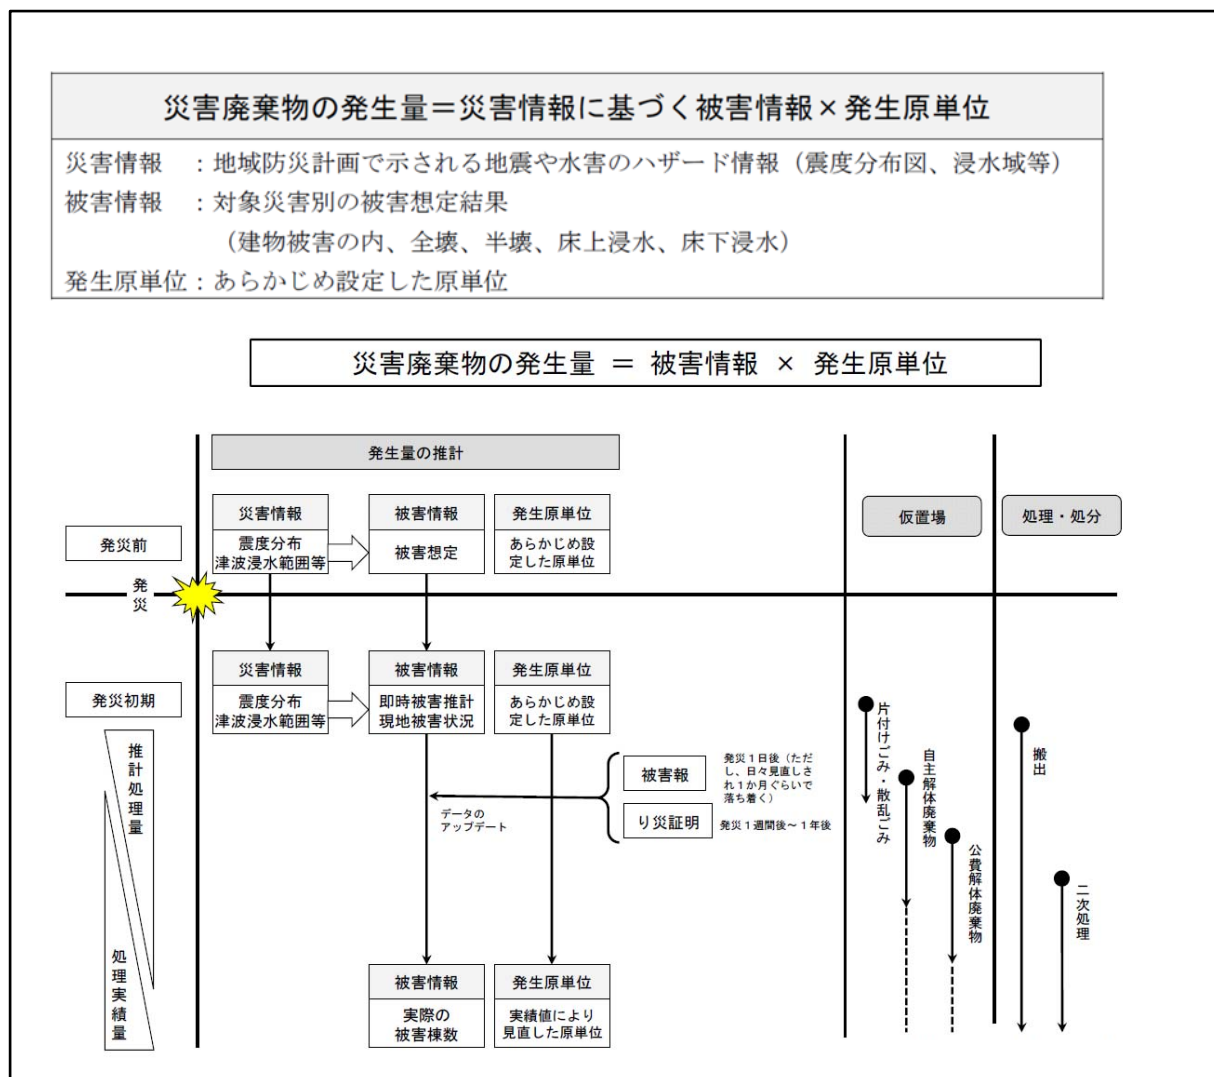 災害廃棄物の発生量＝災害情報に基づく被害情報×発生原単位
災害情報　：地域防災計画で示される地震や水害のハザード情報（震度分布図、浸水域等）
被害情報　：対象災害別の被害想定結果
（建物被害の内、全壊、半壊、床上浸水、床下浸水）
発生原単位：あらかじめ設定した原単位
災害廃棄物の発生量 ＝ 被害情報 × 発生原単位
発生量の推計
仮置場
処理・処分
発災前
災害情報
震度分布
津波浸水範囲等
被害情報
被害想定
発生原単位
あらかじめ設
定した原単位
発災
発災初期
災害情報
震度分布
津波浸水範囲等
被害情報
即時被害推計
現地被害状況
発生原単位
あらかじめ設
定した原単位
推計処理量
処理実績量
データの
アップデート
被害報
発災１日後（ただ
し、日々見直しさ
れ１か月ぐらいで
落ち着く）
り災証明
発災１週間後～１年後
被害情報
実際の
被害棟数
発生原単位
実績値により
見直した原単位
片付けごみ・散乱ごみ
自主解体廃棄物
公費解体廃棄物
搬出
二次処理